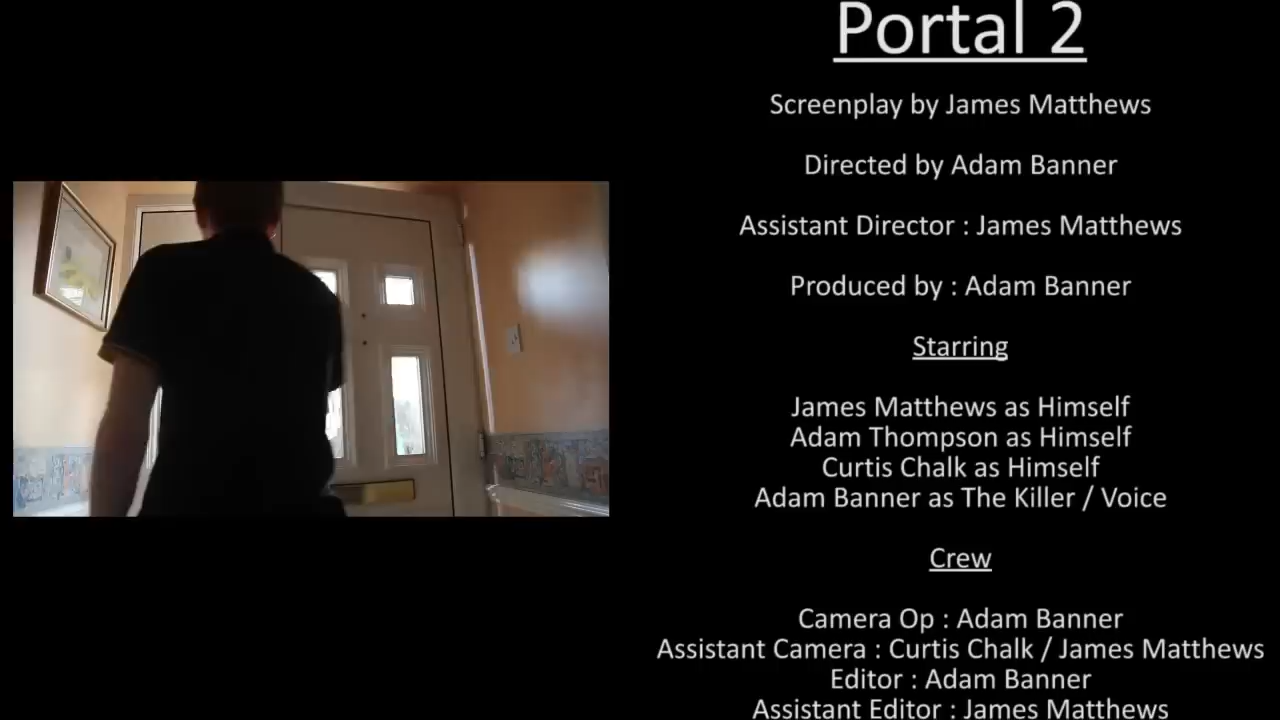 Portal 2
Screenplay by James Matthews
Directed by Adam Banner
Assistant Director : James Matthews
Produced by : Adam Banner
Starring
James Matthews as Himself
Adam Thompson as Himself
Curtis Chalk as Himself
Adam Banner as The Killer / Voice
Crew
Camera Op : Adam Banner
Assistant Camera : Curtis Chalk / James Matthews
Editor : Adam Banner
Assistant Editor : James Matthews